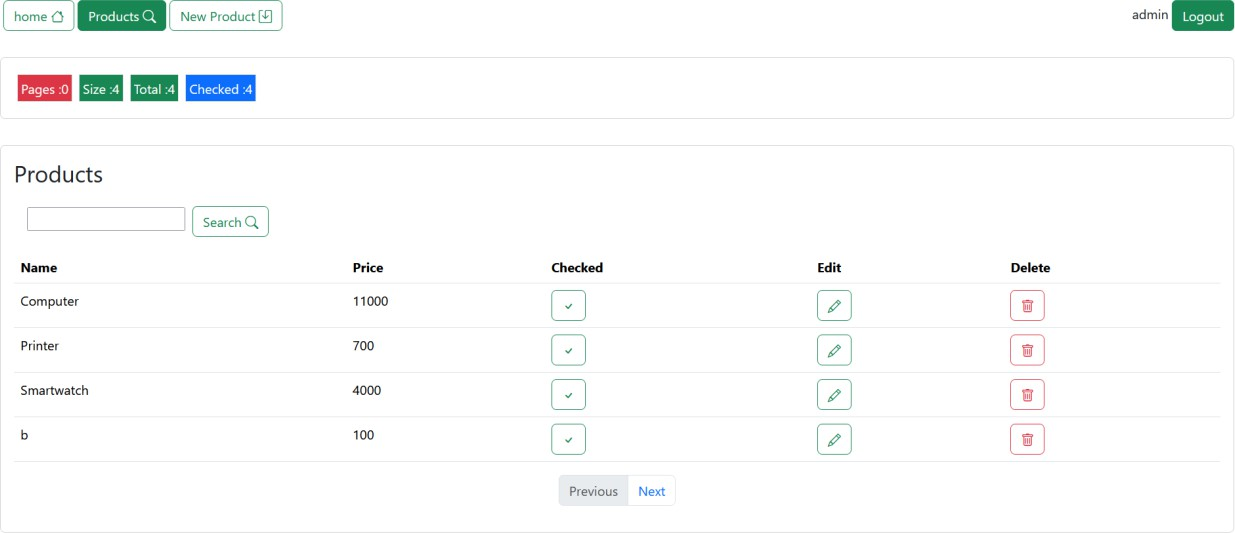 home Products New Product admin Logout
Pages :0 Size :4 Total :4 Checked :4
Products
Search
Name Price Checked Edit Delete
Computer 11000
Printer 700
Smartwatch 4000
b 100
Previous Next